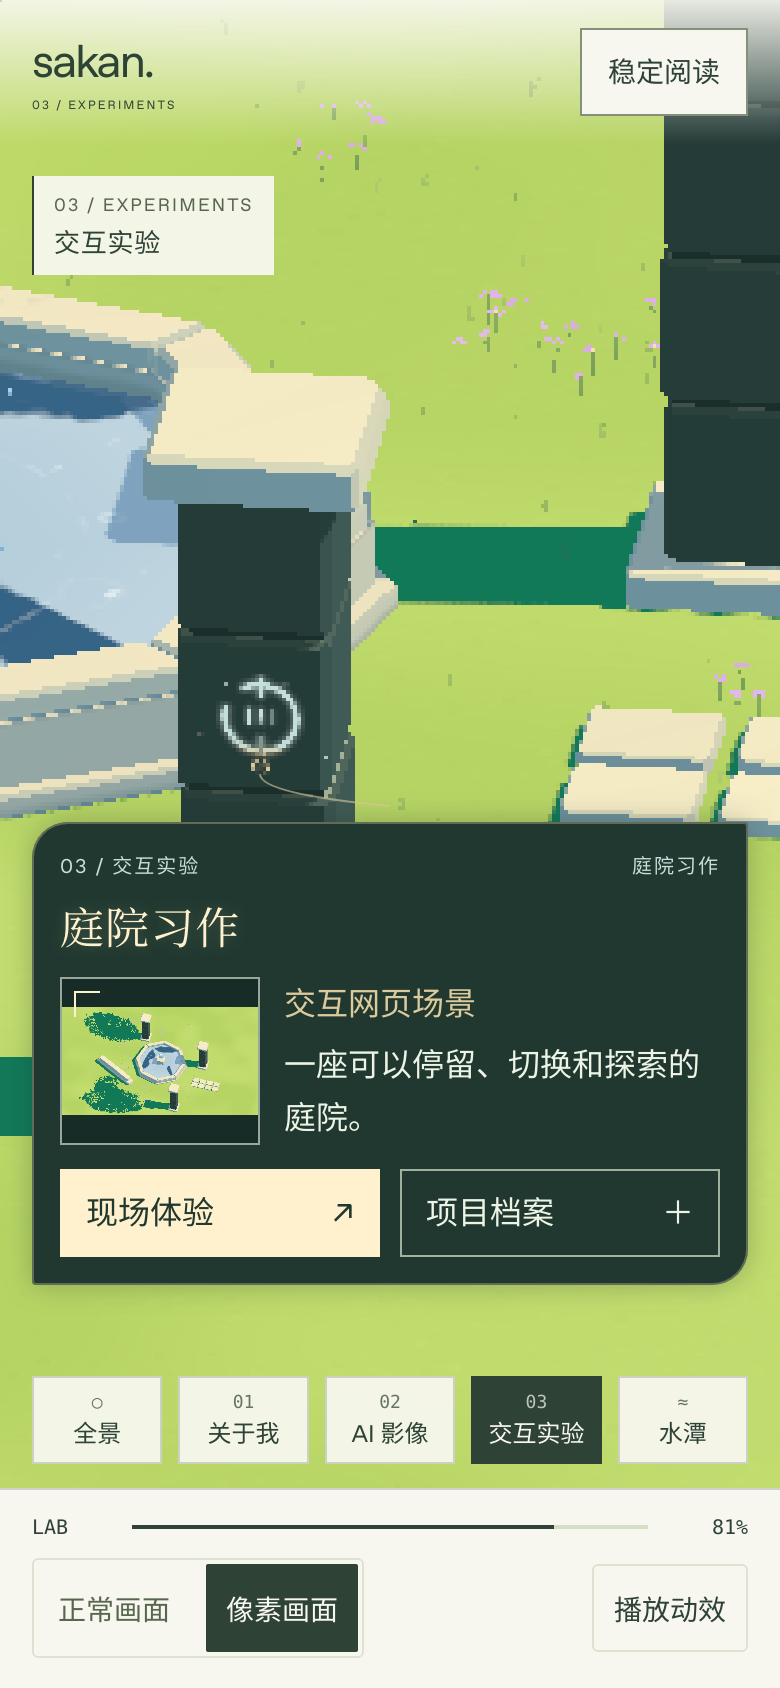 sakan.
03 / EXPERIMENTS
稳定阅读
03 / EXPERIMENTS
交互实验
03 / 交互实验
庭院习作
庭院习作
交互网页场景
一座可以停留、切换和探索的
庭院。
现场体验 ↗
项目档案 +
○
全景
01
关于我
02
AI 影像
03
交互实验
≈
水潭
LAB
81%
正常画面
像素画面
播放动效